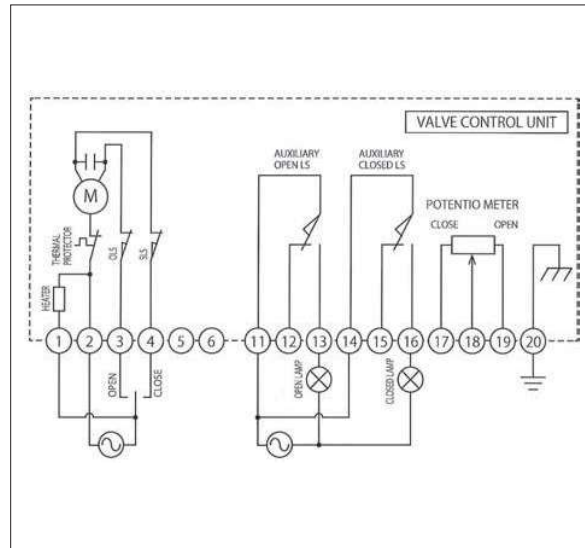 VALVE CONTROL UNIT
AUXILIARY
OPEN LS
AUXILIARY
CLOSED LS
POTENTIO METER
CLOSE
OPEN
M
THERMAL
PROTECTOR
OLS
SLS
HEATER
1 2 3 4 5 6 11 12 13 14 15 16 17 18 19 20
OPEN
CLOSE
OPEN LAMP
CLOSED LAMP